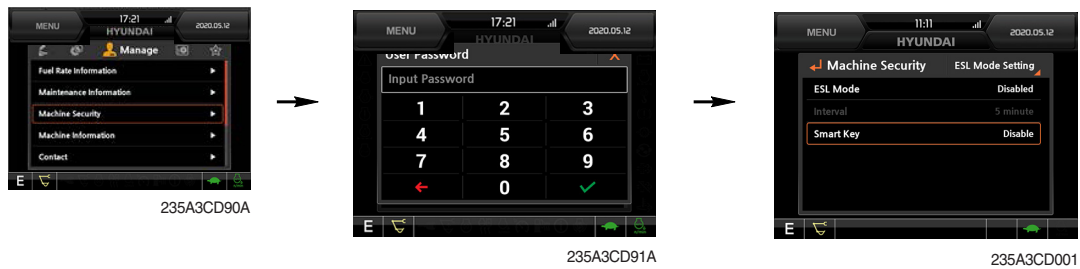 MENU
17:21
HYUNDAI
2020.05.12
Manage
Fuel Rate Information
Maintenance Information
Machine Security
Machine Information
Contact
E
235A3CD90A
MENU
17:21
HYUNDAI
2020.05.12
User Password X
Input Password
1 2 3
4 5 6
7 8 9
0
E
235A3CD91A
MENU
11:11
HYUNDAI
2020.05.12
Machine Security ESL Mode Setting
ESL Mode Disabled
Interval 5 minute
Smart Key Disable
E
235A3CD001